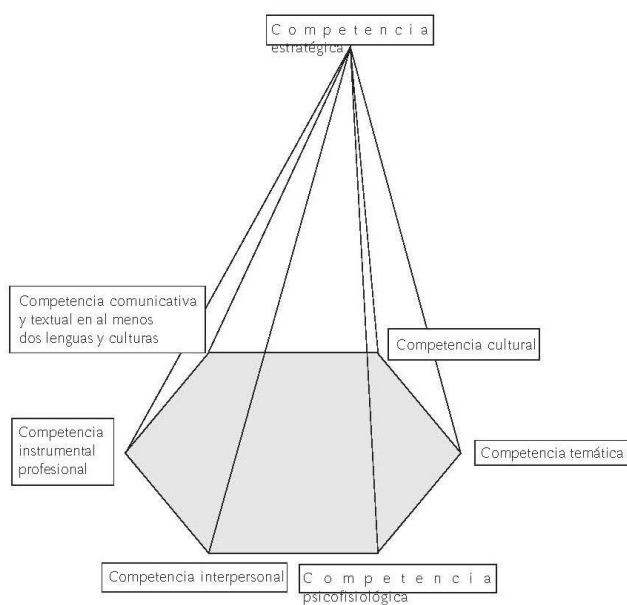 Competencia
estratégica
Competencia comunicativa
y textual en al menos
dos lenguas y culturas
Competencia cultural
Competencia
instrumental
profesional
Competencia temática
Competencia interpersonal
Competencia
psicofisiológica